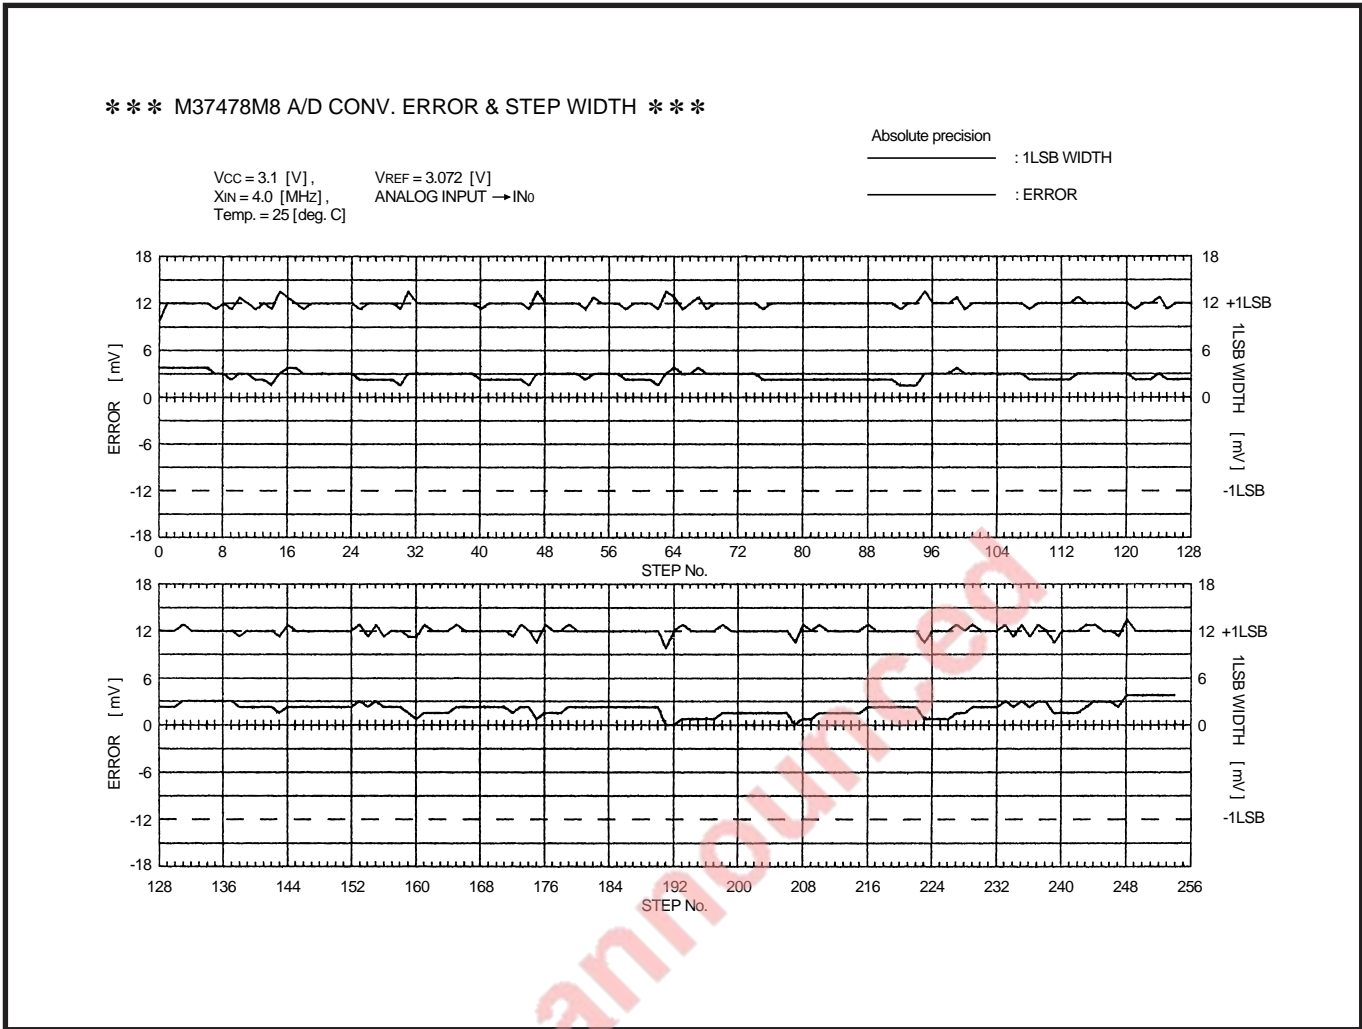 ✻ ✻ ✻ M37478M8 A/D CONV. ERROR & STEP WIDTH ✻ ✻ ✻
Absolute precision
: 1LSB WIDTH
: ERROR
VCC = 3.1 [V] , VREF = 3.072 [V]
XIN = 4.0 [MHZ] , ANALOG INPUT → IN0
Temp. = 25 [deg. C]
18 18
12 12 +1LSB
6 6
0 0
-6
-12 -1LSB
-18
ERROR [ mV ]
1LSB WIDTH [ mV ]
0 8 16 24 32 40 48 56 64 72 80 88 96 104 112 120 128
STEP No.
18 18
12 12 +1LSB
6 6
0 0
-6
-12 -1LSB
-18
ERROR [ mV ]
1LSB WIDTH [ mV ]
128 136 144 152 160 168 176 184 192 200 208 216 224 232 240 248 256
STEP No.
announced